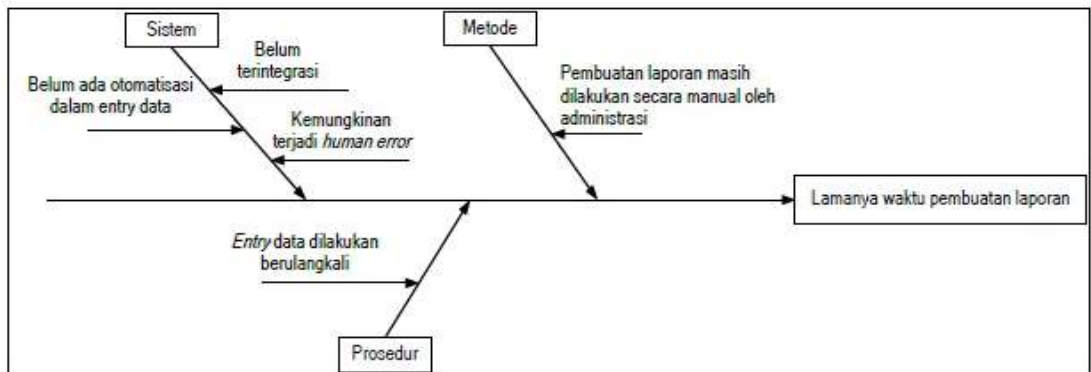 Sistem
Metode
Belum
terintegrasi
Belum ada otomatisasi
dalam entry data
Kemungkinan
terjadi human error
Pembuatan laporan masih
dilakukan secara manual oleh
administrasi
Lamanya waktu pembuatan laporan
Entry data dilakukan
berulangkali
Prosedur